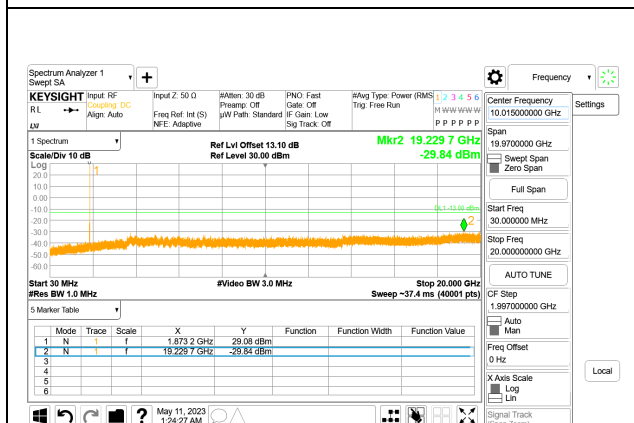 Spectrum Analyzer 1
Swept SA
Frequency
KEYSIGHT
RL
LXI
Input: RF
Coupling: DC
Align: Auto
Input Z: 50 Ω
Freq Ref: Int (S)
NFE: Adaptive
#Atten: 30 dB
Preamp: Off
µW Path: Standard
PNO: Fast
Gate: Off
IF Gain: Low
Sig Track: Off
#Avg Type: Power (RMS
Trig: Free Run
1 2 3 4 5 6
M W W W W W
P P P P P P
Center Frequency
10.015000000 GHz
Settings
1 Spectrum
Scale/Div 10 dB
Ref Lvl Offset 13.10 dB
Ref Level 30.00 dBm
Mkr2 19.229 7 GHz
-29.84 dBm
Span
19.9700000 GHz
Swept Span
Zero Span
Full Span
Log
20.0
10.0
0.00
-10.0
-20.0
-30.0
-40.0
-50.0
-60.0
1
DL1 -13.00 dBm
2
Start Freq
30.000000 MHz
Stop Freq
20.000000000 GHz
AUTO TUNE
Start 30 MHz
#Res BW 1.0 MHz
#Video BW 3.0 MHz
Stop 20.000 GHz
Sweep ~37.4 ms (40001 pts)
CF Step
1.997000000 GHz
Auto
Man
5 Marker Table
Mode Trace Scale X Y Function Function Width Function Value
1 N 1 f 1.873 2 GHz 29.08 dBm
2 N 1 f 19.229 7 GHz -29.84 dBm
3
4
5
6
Freq Offset
0 Hz
X Axis Scale
Log
Lin
Local
Signal Track
(Span Zoom)
?
May 11, 2023
1:24:27 AM